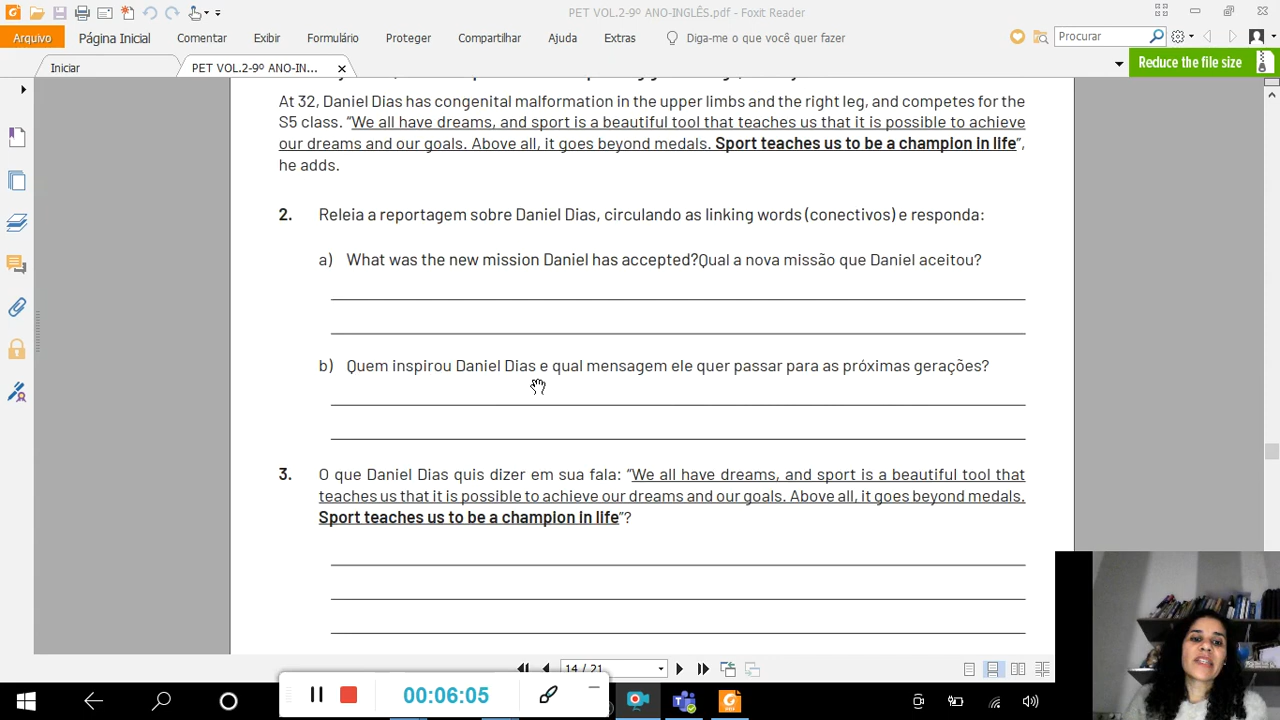 PET VOL.2-9º ANO-INGLÊS.pdf - Foxit Reader
Arquivo Página Inicial Comentar Exibir Formulário Proteger Compartilhar Ajuda Extras Diga-me o que você quer fazer Procurar
Iniciar PET VOL.2-9º ANO-IN... Reduce the file size
At 32, Daniel Dias has congenital malformation in the upper limbs and the right leg, and competes for the
S5 class. “We all have dreams, and sport is a beautiful tool that teaches us that it is possible to achieve
our dreams and our goals. Above all, it goes beyond medals. Sport teaches us to be a champion in life”,
he adds.
2. Releia a reportagem sobre Daniel Dias, circulando as linking words (conectivos) e responda:
a) What was the new mission Daniel has accepted?Qual a nova missão que Daniel aceitou?
b) Quem inspirou Daniel Dias e qual mensagem ele quer passar para as próximas gerações?
3. O que Daniel Dias quis dizer em sua fala: “We all have dreams, and sport is a beautiful tool that
teaches us that it is possible to achieve our dreams and our goals. Above all, it goes beyond medals.
Sport teaches us to be a champion in life”?
14 / 21
00:06:05